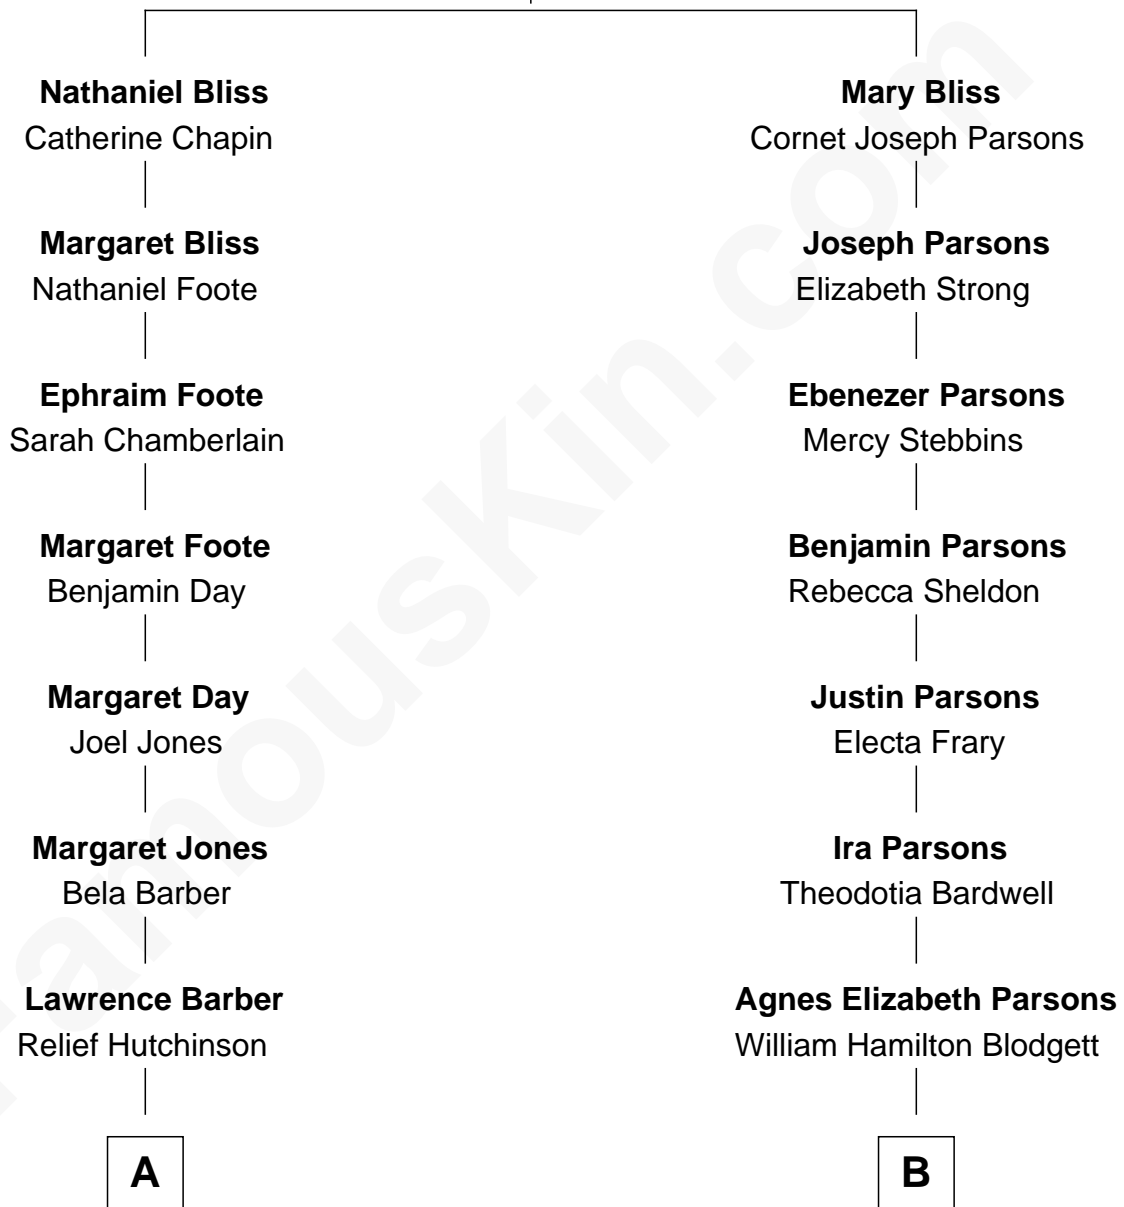 Nathaniel Bliss
Catherine Chapin
Margaret Bliss
Nathaniel Foote
Ephraim Foote
Sarah Chamberlain
Margaret Foote
Benjamin Day
Margaret Day
Joel Jones
Margaret Jones
Bela Barber
Lawrence Barber
Relief Hutchinson
A
Mary Bliss
Cornet Joseph Parsons
Joseph Parsons
Elizabeth Strong
Ebenezer Parsons
Mercy Stebbins
Benjamin Parsons
Rebecca Sheldon
Justin Parsons
Electa Frary
Ira Parsons
Theodotia Bardwell
Agnes Elizabeth Parsons
William Hamilton Blodgett
B
FamousKin.com